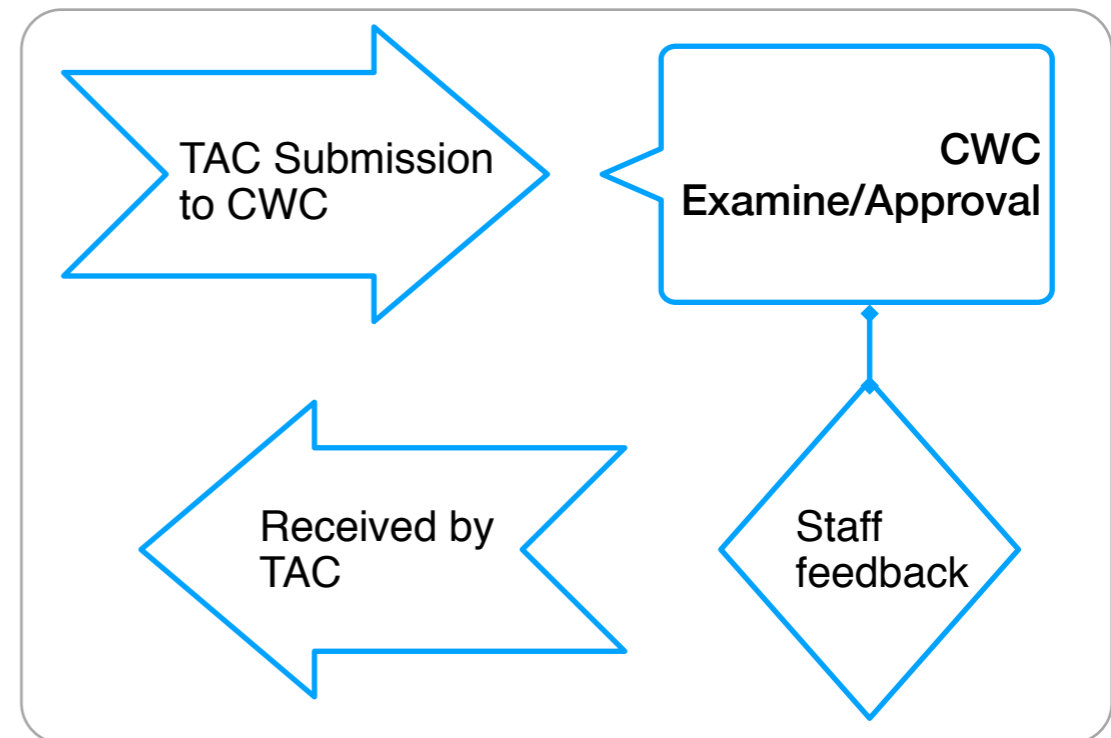 TAC Submission
to CWC
CWC
Examine/Approval
Received by
TAC
Staff
feedback